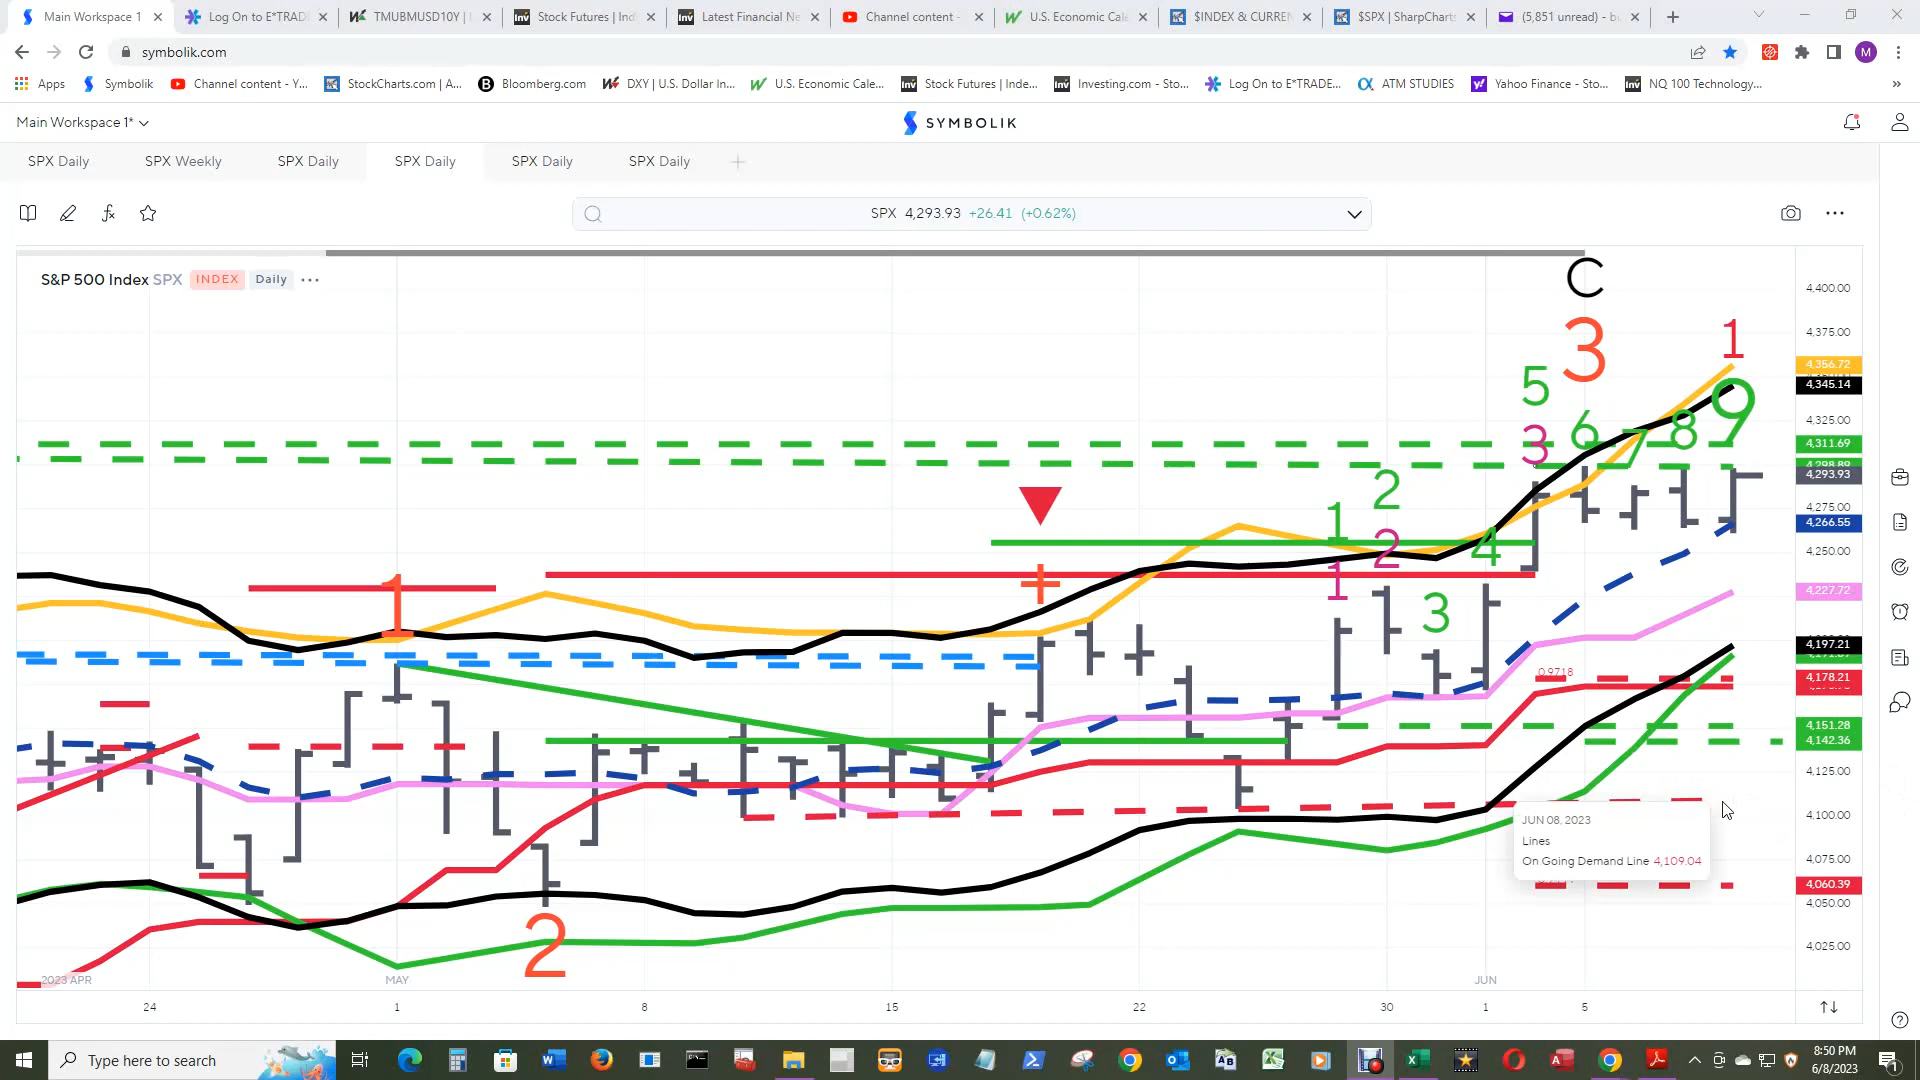 Main Workspace 1
Log On to E*TRAD
TMUBMUSD10Y |
Stock Futures | Ind
Latest Financial Ne
Channel content -
U.S. Economic Cale
$INDEX & CURREN
$SPX | SharpCharts
(5,851 unread) - bu
symbolik.com
M
Apps
Symbolik
Channel content - Y...
StockCharts.com | A...
Bloomberg.com
DXY | U.S. Dollar In...
U.S. Economic Cale...
Stock Futures | Inde...
Investing.com - Sto...
Log On to E*TRADE...
ATM STUDIES
Yahoo Finance - Sto...
NQ 100 Technology...
Main Workspace 1*
SYMBOLIK
SPX Daily
SPX Weekly
SPX Daily
SPX Daily
SPX Daily
SPX Daily
SPX 4,293.93 +26.41 (+0.62%)
S&P 500 Index SPX INDEX Daily
C
3
1
5
3
6
7
8
9
1
2
1
2
3
4
1
2
0.9718
4,400.00
4,375.00
4,356.72
4,345.14
4,325.00
4,311.69
4,298.89
4,293.93
4,275.00
4,266.55
4,250.00
4,227.72
4,197.21
4,178.21
4,151.28
4,142.36
4,125.00
4,100.00
4,075.00
4,060.39
4,050.00
4,025.00
JUN 08, 2023
Lines
On Going Demand Line 4,109.04
2023 APR
MAY
JUN
24
1
8
15
22
30
1
5
Type here to search
8:50 PM
6/8/2023
1